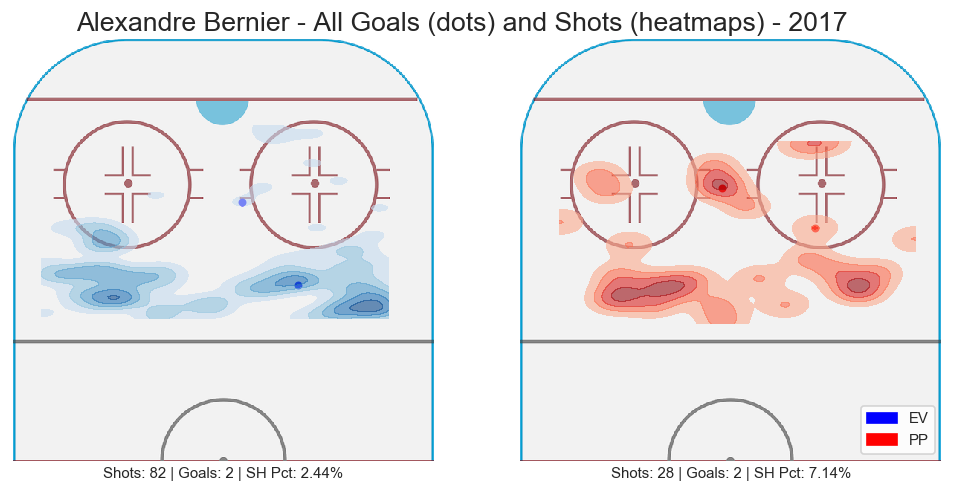 Alexandre Bernier - All Goals (dots) and Shots (heatmaps) - 2017
EV
PP
Shots: 82 | Goals: 2 | SH Pct: 2.44%
Shots: 28 | Goals: 2 | SH Pct: 7.14%